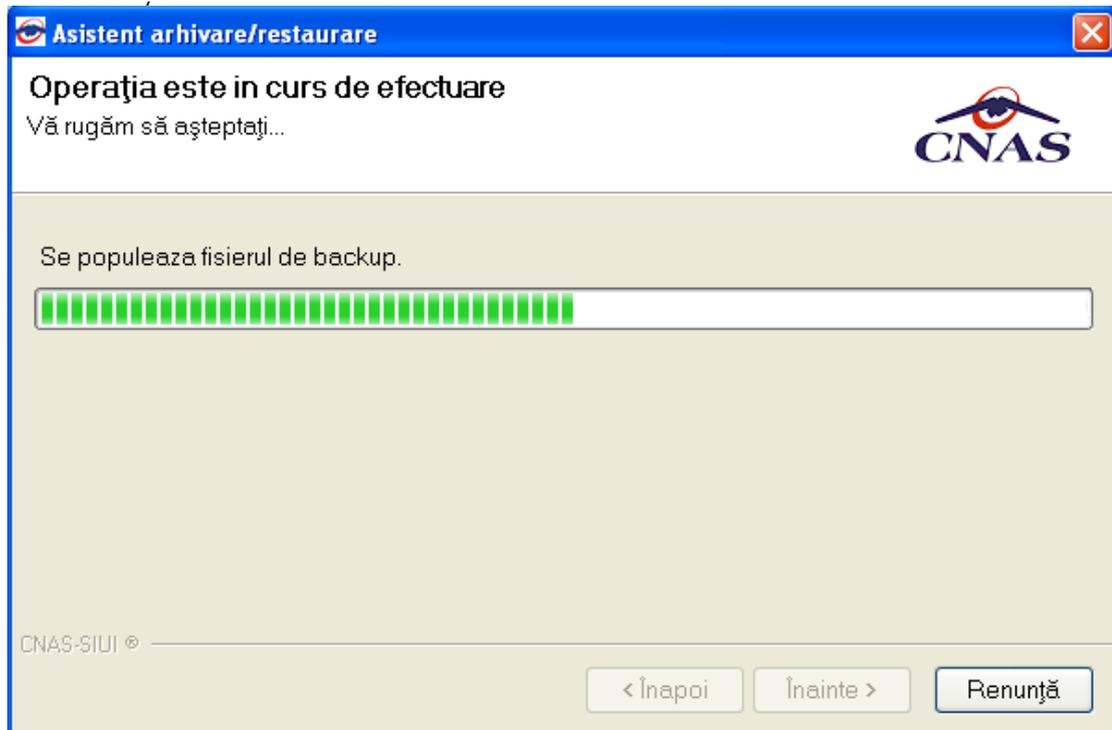 Asistent arhivare/restaurare
Operaţia este in curs de efectuare
Vă rugăm să aşteptaţi...
CNAS
Se populeaza fisierul de backup.
CNAS-SIUI ®
< Înapoi
Înainte >
Renunţă